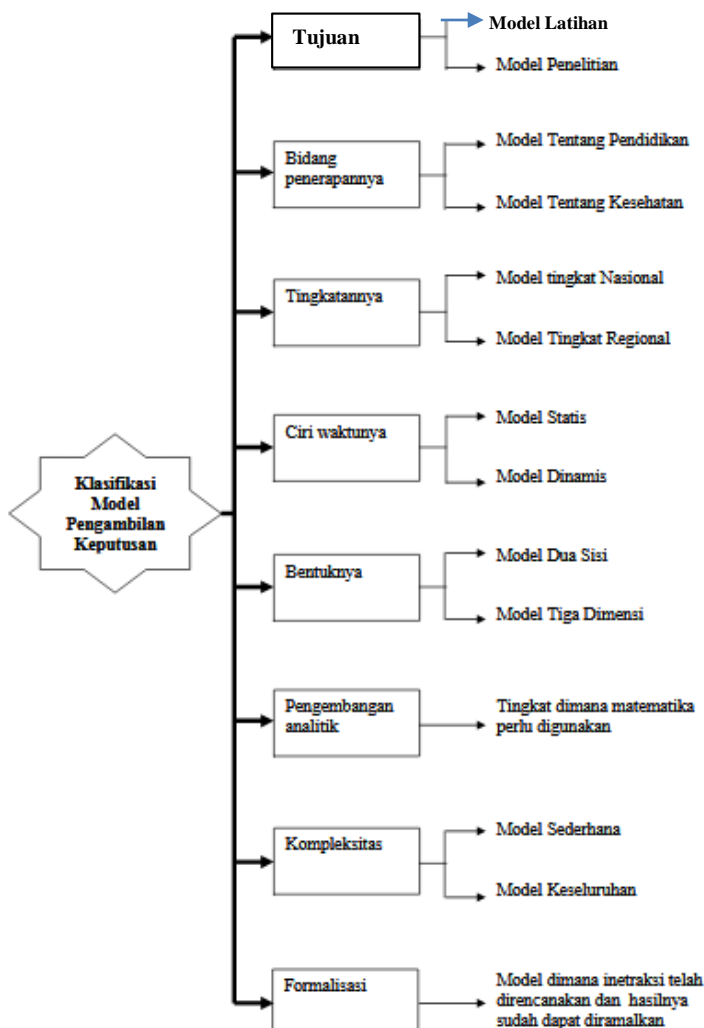 Tujuan
Model Latihan
Model Penelitian
Bidang
penerapannya
Model Tentang Pendidikan
Model Tentang Kesehatan
Tingkatannya
Model tingkat Nasional
Model Tingkat Regional
Ciri waktunya
Model Statis
Model Dinamis
Klasifikasi
Model
Pengambilan
Keputusan
Bentuknya
Model Dua Sisi
Model Tiga Dimensi
Pengembangan
analitik
Tingkat dimana matematika
perlu digunakan
Kompleksitas
Model Sederhana
Model Keseluruhan
Formalisasi
Model dimana inetraksi telah
direncanakan dan hasilnya
sudah dapat diramalkan